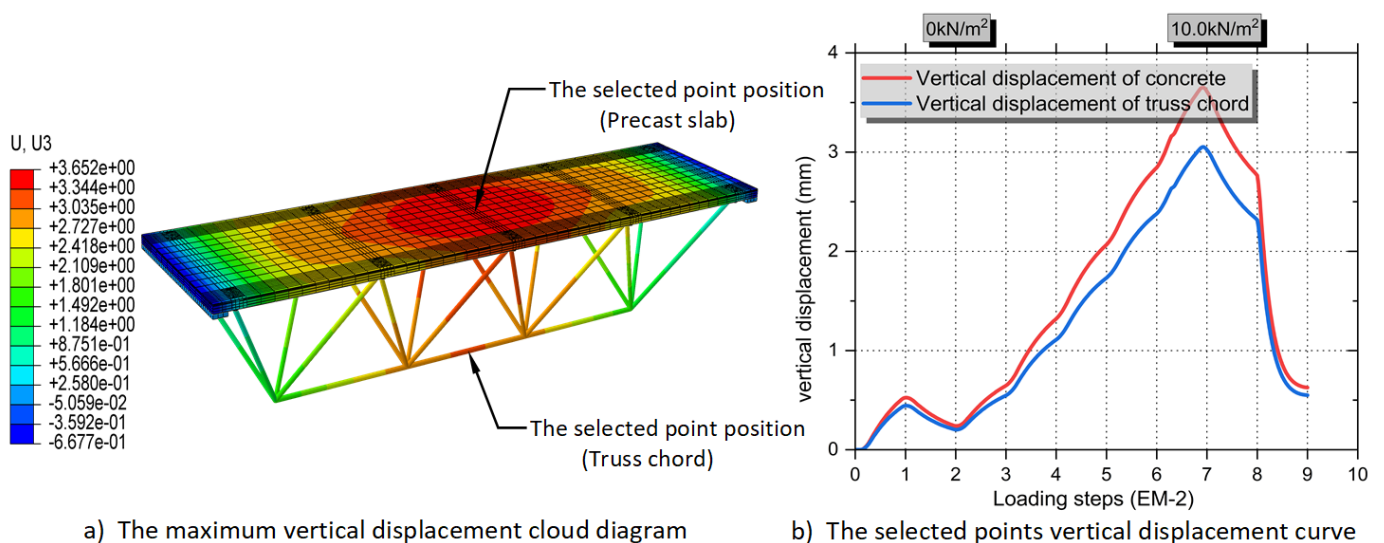 The selected point position
(Precast slab)
U, U3
+3.652e+00
+3.344e+00
+3.035e+00
+2.727e+00
+2.418e+00
+2.109e+00
+1.801e+00
+1.492e+00
+1.184e+00
+8.751e-01
+5.666e-01
+2.580e-01
-5.059e-02
-3.592e-01
-6.677e-01
The selected point position
(Truss chord)
a) The maximum vertical displacement cloud diagram
0kN/m²
10.0kN/m²
Vertical displacement of concrete
Vertical displacement of truss chord
vertical displacement (mm)
4
3
2
1
0
0 1 2 3 4 5 6 7 8 9 10
Loading steps (EM-2)
b) The selected points vertical displacement curve